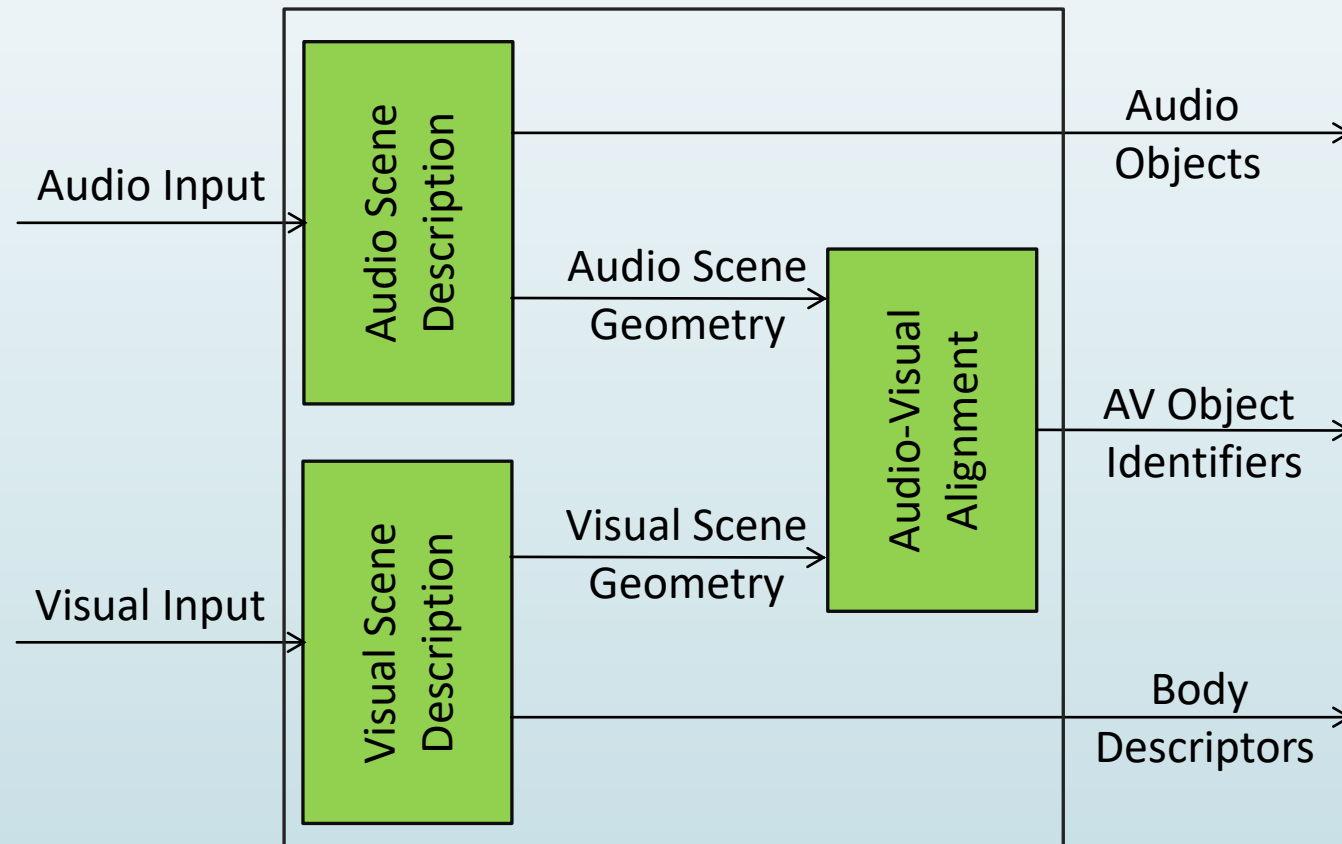 Audio Input
Audio Scene
Description
Audio
Objects
Audio Scene
Geometry
Audio-Visual
Alignment
AV Object
Identifiers
Visual Input
Visual Scene
Description
Visual Scene
Geometry
Body
Descriptors